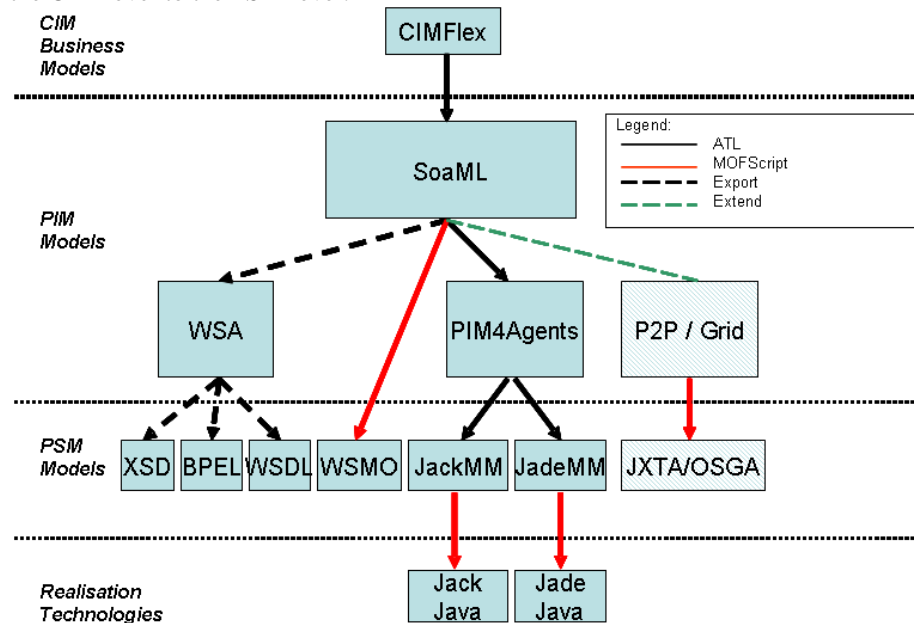 CIM
Business
Models
CIMFlex
Legend:
ATL
MOFScript
Export
Extend
SoaML
PIM
Models
WSA
PIM4Agents
P2P / Grid
PSM
Models
XSD
BPEL
WSDL
WSMO
JackMM
JadeMM
JXTA/OSGA
Realisation
Technologies
Jack
Java
Jade
Java